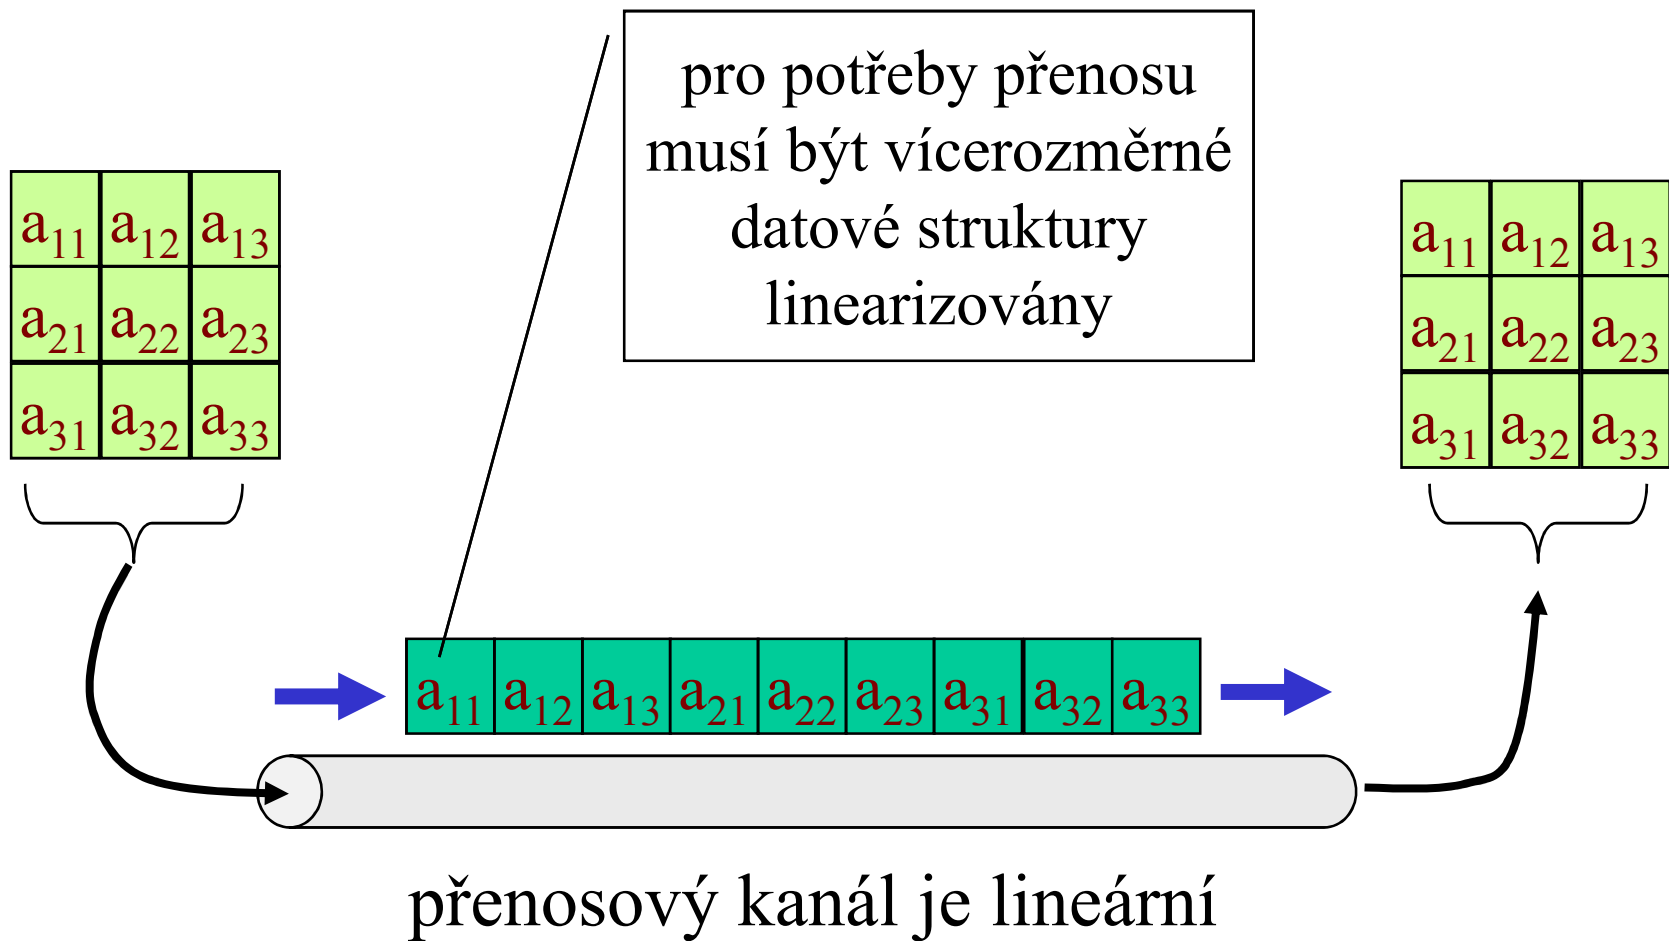 pro potřeby přenosu
musí být vícerozměrné
datové struktury
linearizovány
a11 a12 a13
a21 a22 a23
a31 a32 a33
a11 a12 a13
a21 a22 a23
a31 a32 a33
a11 a12 a13 a21 a22 a23 a31 a32 a33
přenosový kanál je lineární